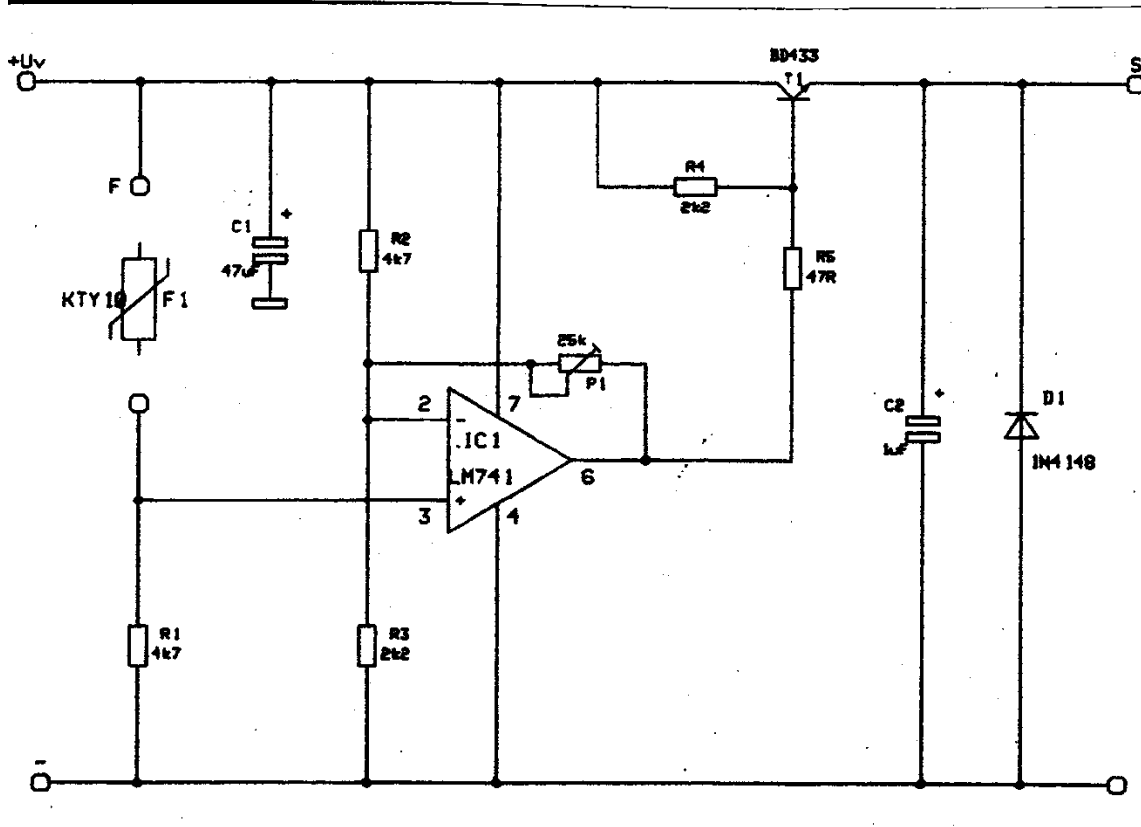 +Uv
BD433
T1
S
F
R4
2k2
C1
+
47uF
R2
4k7
R5
47R
KTY10 F1
25k
P1
2
7
-
.IC1
LM741
6
+
3
4
C2
+
1uF
D1
1N4148
R1
4k7
R3
2k2
-